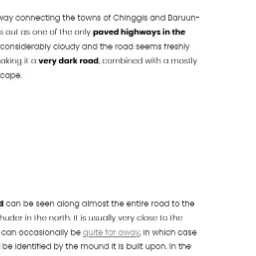 way connecting the towns of Chinggis and Baruun-
s out as one of the only paved highways in the
considerably cloudy and the road seems freshly
aking it a very dark road, combined with a mostly
cape.
d can be seen along almost the entire road to the
huder in the north. It is usually very close to the
can occasionally be quite far away, in which case
be identified by the mound it is built upon. In the